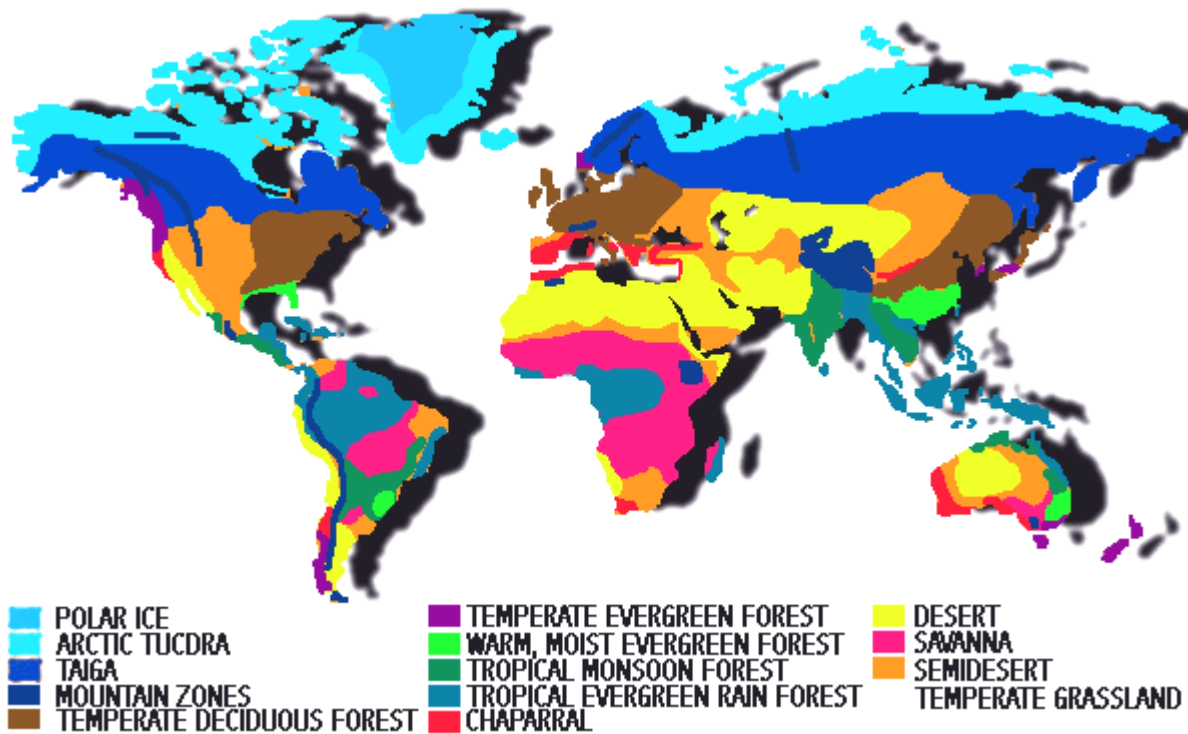 POLAR ICE
ARCTIC TUCDRA
TAIGA
MOUNTAIN ZONES
TEMPERATE DECIDUOUS FOREST
TEMPERATE EVERGREEN FOREST
WARM, MOIST EVERGREEN FOREST
TROPICAL MONSOON FOREST
TROPICAL EVERGREEN RAIN FOREST
CHAPARRAL
DESERT
SAVANNA
SEMIDESERT
TEMPERATE GRASSLAND